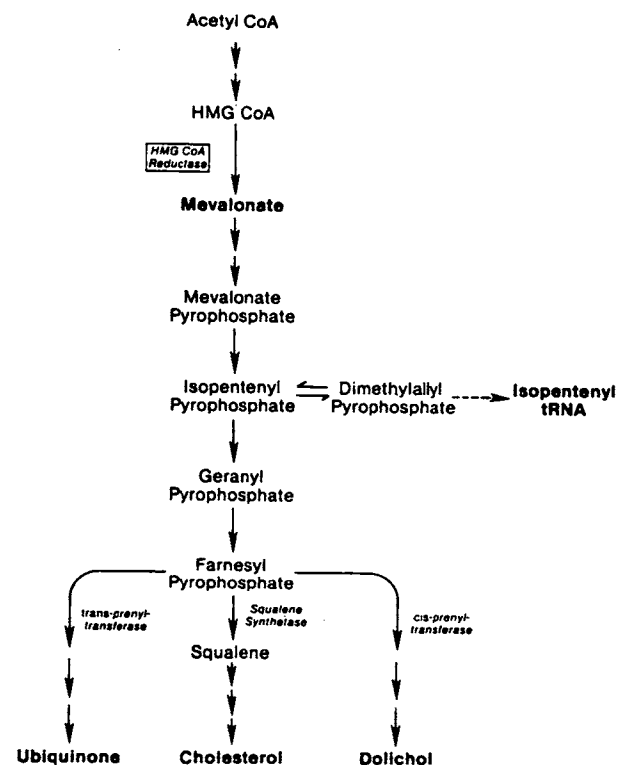 Acetyl CoA
HMG CoA
HMG CoA
Reductase
Mevalonate
Mevalonate
Pyrophosphate
Isopentenyl
Pyrophosphate
Dimethylallyl
Pyrophosphate
Isopentenyl
tRNA
Geranyl
Pyrophosphate
Farnesyl
Pyrophosphate
trans-prenyl-
transferase
Squalene
Synthetase
cis-prenyl-
transferase
Squalene
Ubiquinone
Cholesterol
Dolichol